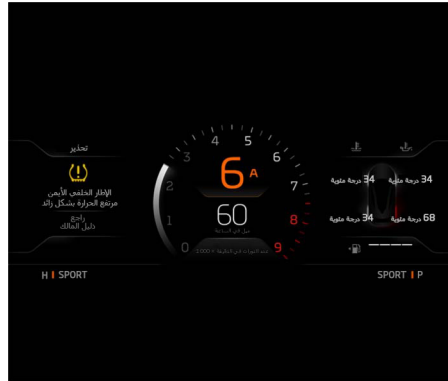 تحذير
الإطار الخلفي الأيمن
مرتفع الحرارة بشكل زائد
راجع
دليل المالك
H SPORT
0
1
2
3
4
5
6
7
8
9
6 A
60
ميل في الساعة
34 درجة مئوية
34 درجة مئوية
34 درجة مئوية
68 درجة مئوية
SPORT P